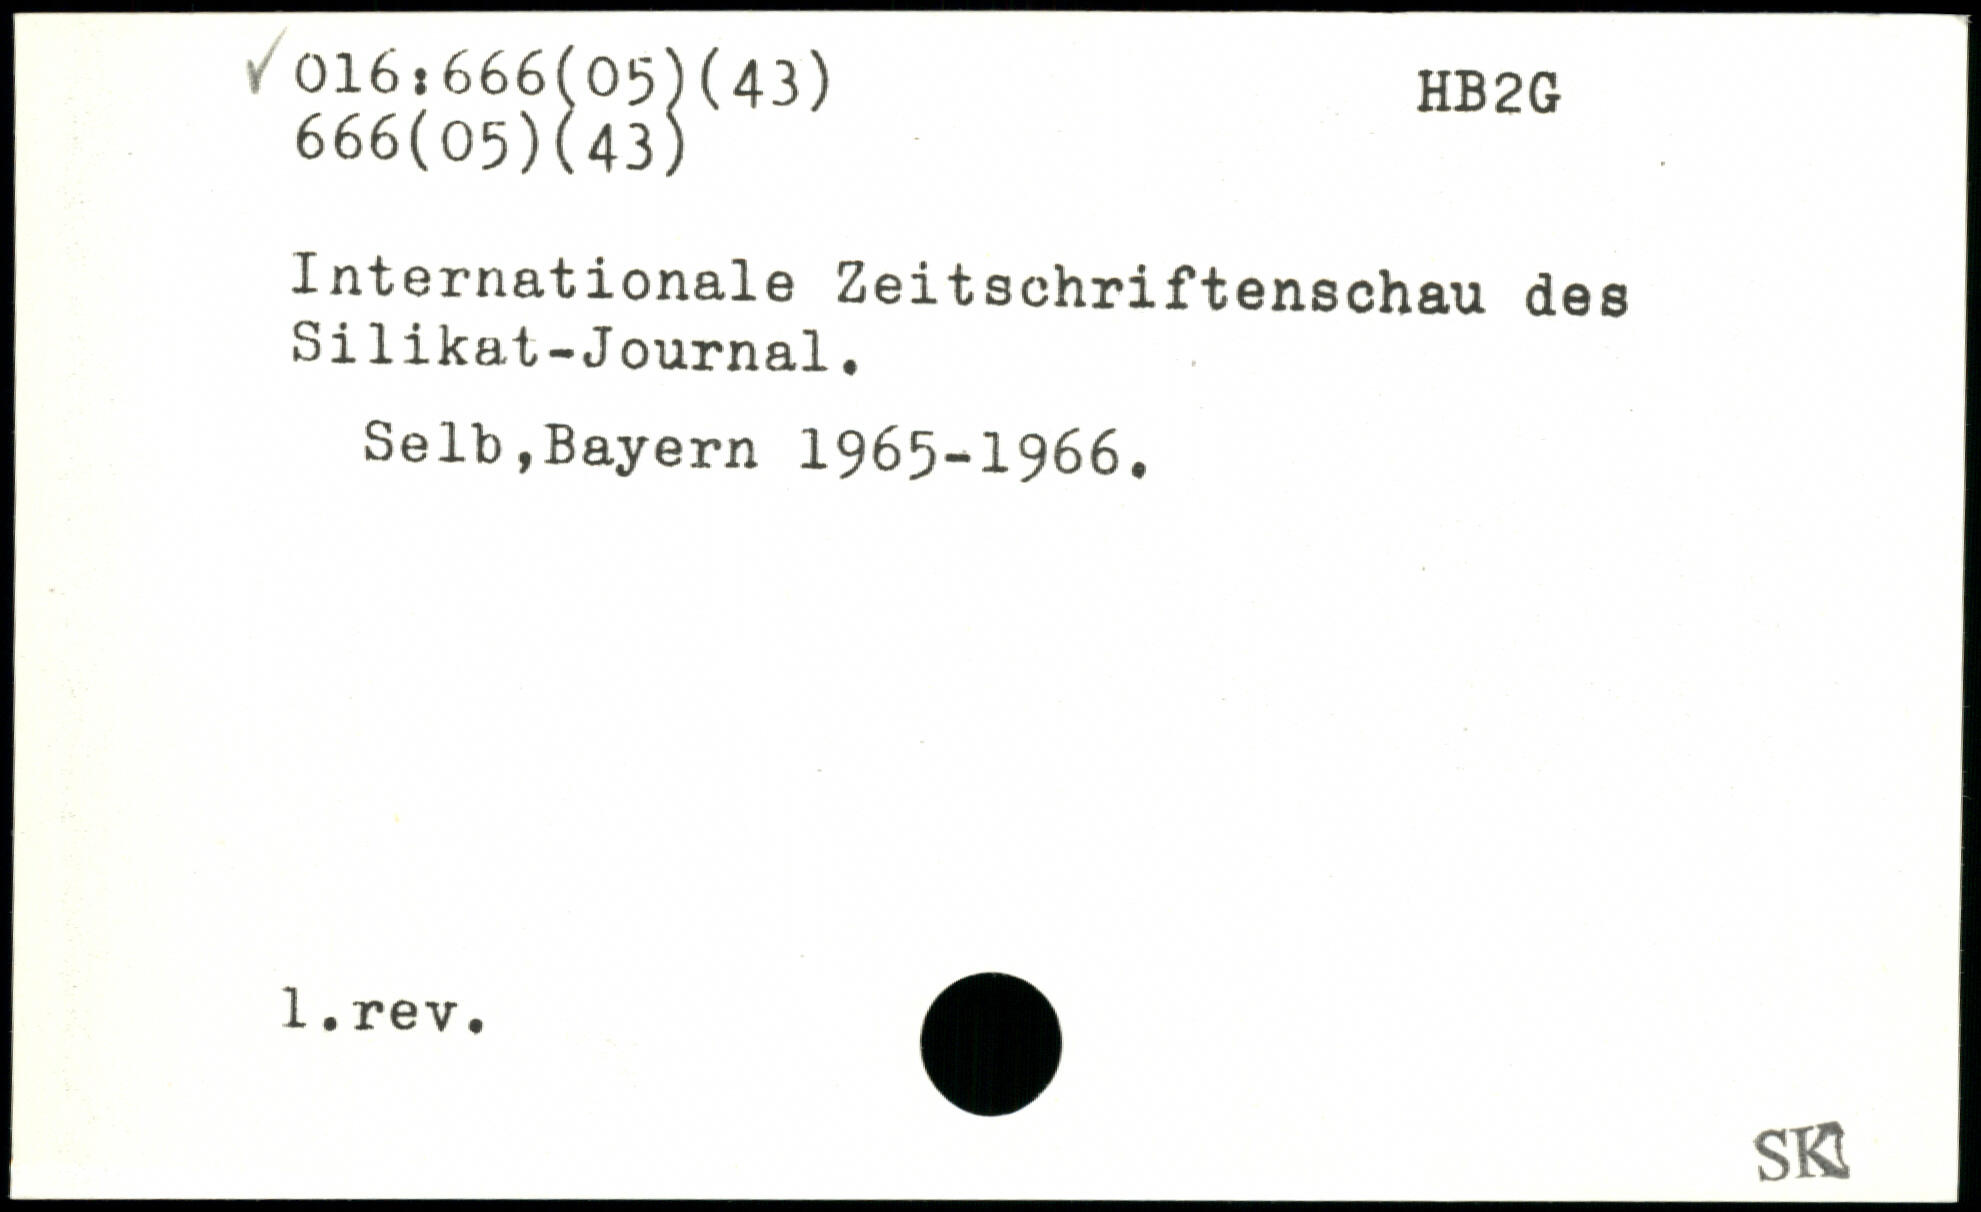 ✓ 016:666(05)(43) HB2G
666(05)(43)
Internationale Zeitschriftenschau des
Silikat-Journal.
Selb,Bayern 1965-1966.
1.rev.
SK